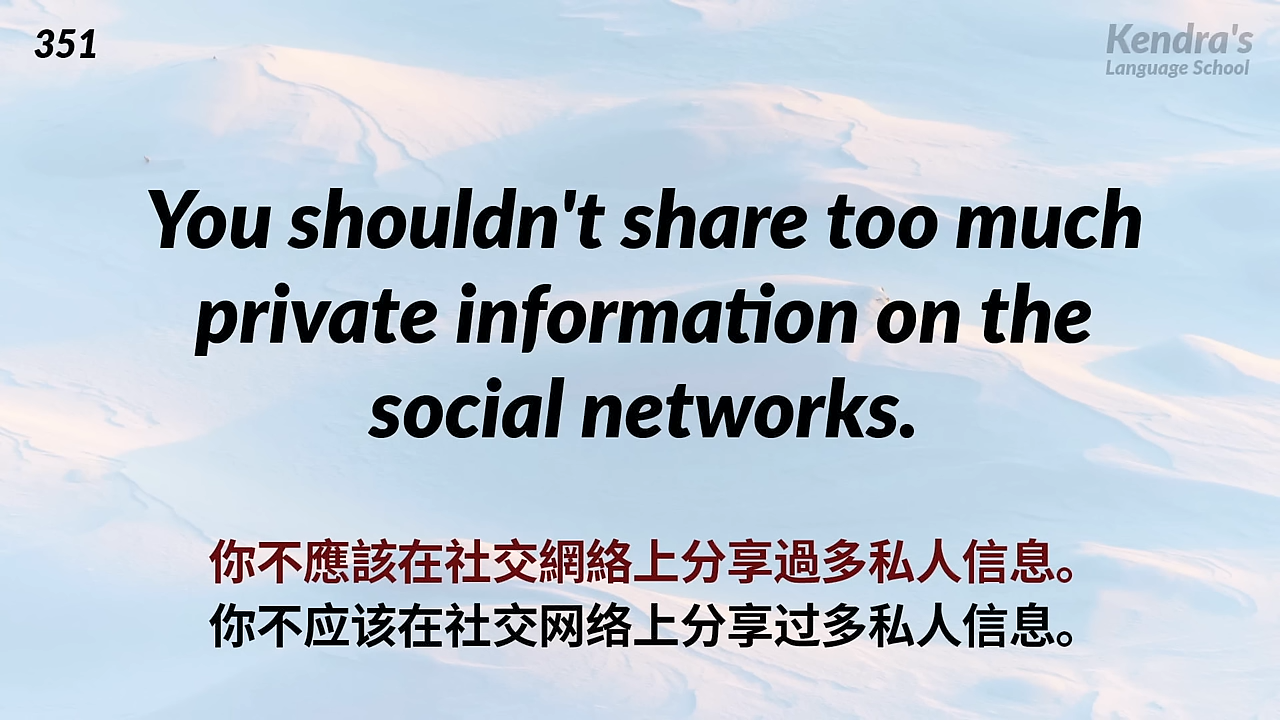 351
Kendra's
Language School
You shouldn't share too much
private information on the
social networks.
你不應該在社交網絡上分享過多私人信息。
你不应该在社交网络上分享过多私人信息。